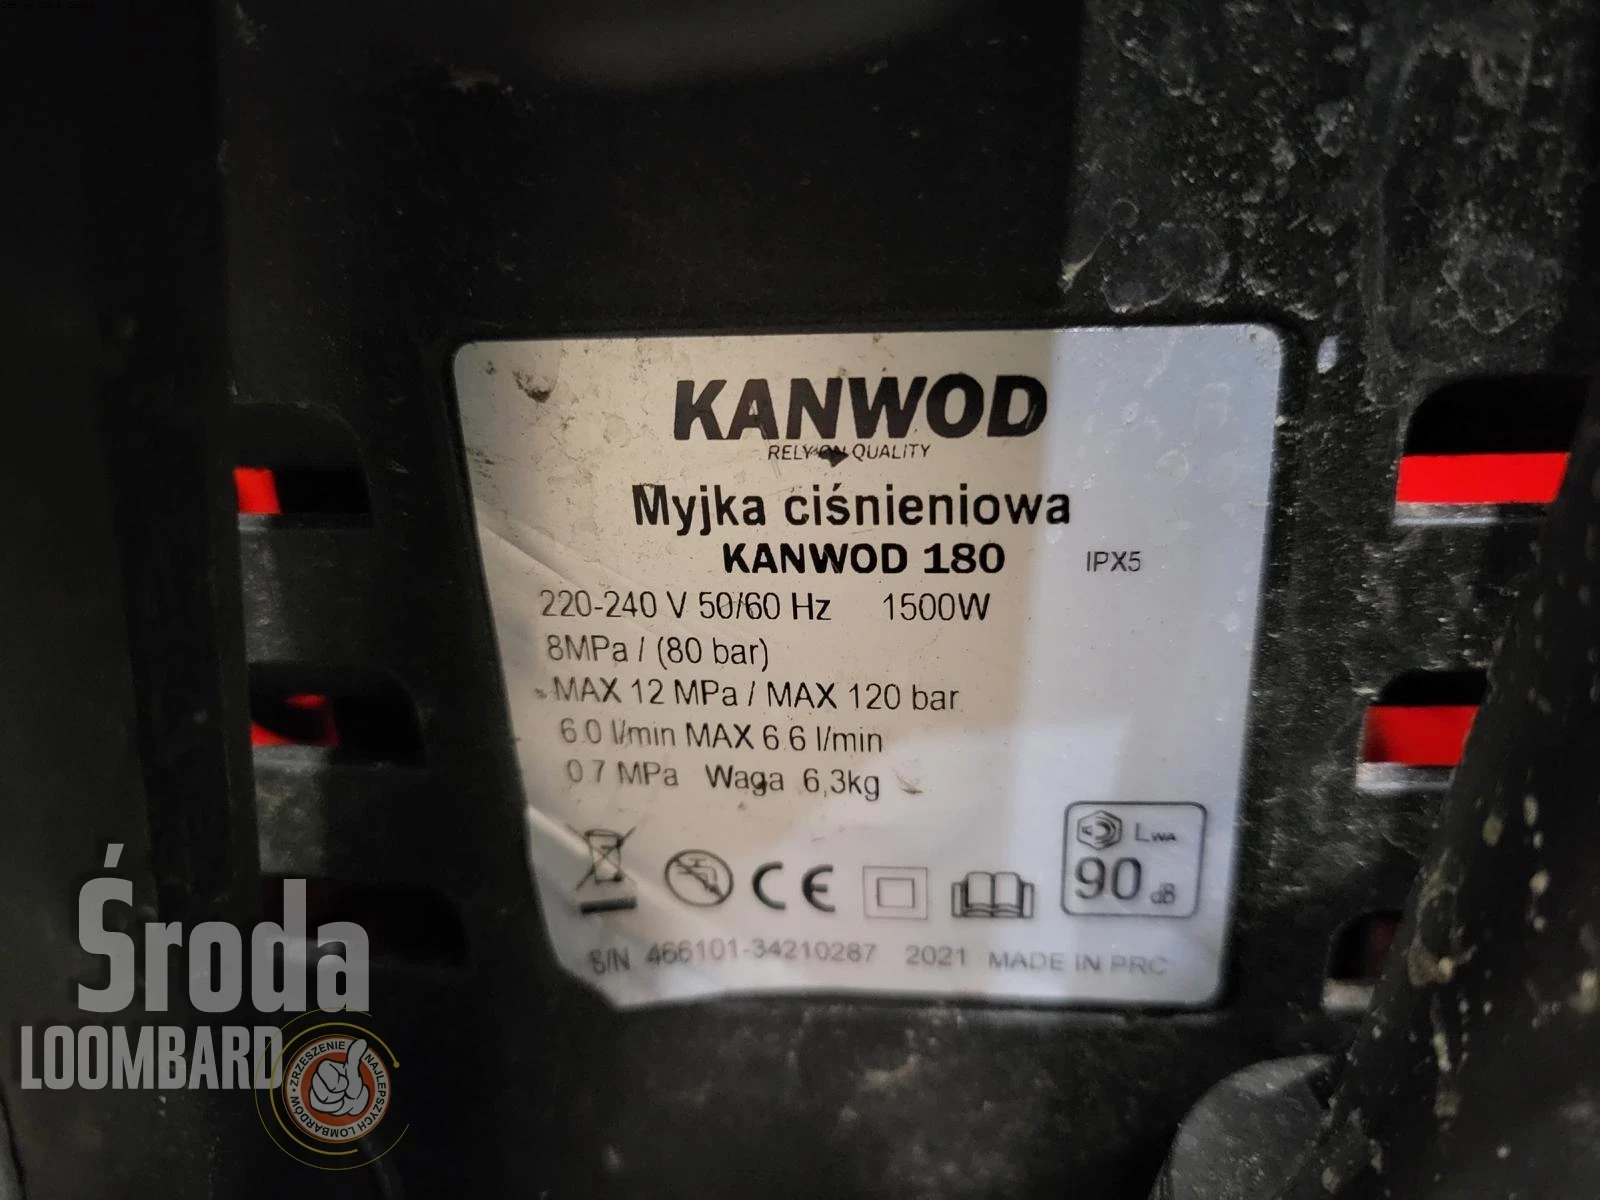 KANWOD
RELY ON QUALITY
Myjka ciśnieniowa
KANWOD 180 IPX5
220-240 V 50/60 Hz 1500W
8MPa / (80 bar)
MAX 12 MPa / MAX 120 bar
6.0 l/min MAX 6.6 l/min
0.7 MPa Waga 6,3kg
CE
LWA
90 dB
S/N 466101-34210287 2021 MADE IN PRC
Środa
LOOMBARD
ZRZESZENIE NAJLEPSZYCH LOMBARDÓW